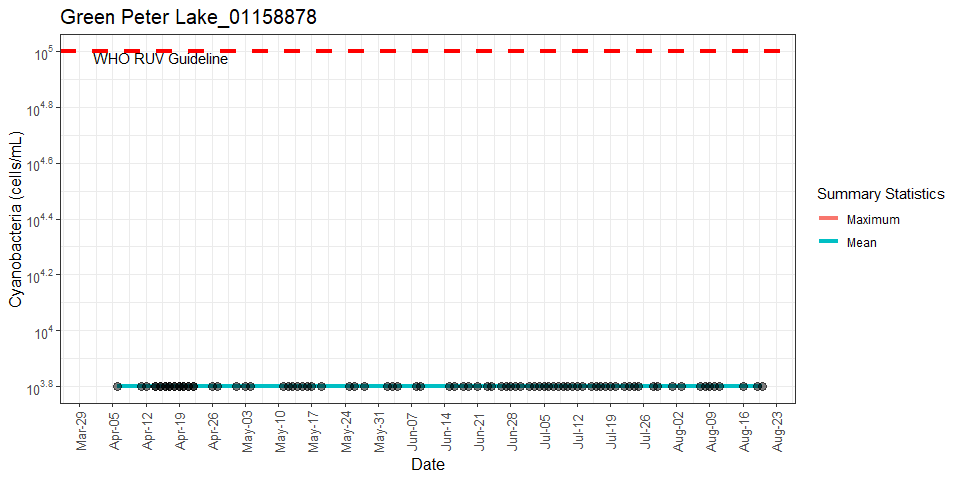 Green Peter Lake_01158878
WHO RUV Guideline
10^5
10^4.8
10^4.6
10^4.4
10^4.2
10^4
10^3.8
Cyanobacteria (cells/mL)
Mar-29
Apr-05
Apr-12
Apr-19
Apr-26
May-03
May-10
May-17
May-24
May-31
Jun-07
Jun-14
Jun-21
Jun-28
Jul-05
Jul-12
Jul-19
Jul-26
Aug-02
Aug-09
Aug-16
Aug-23
Date
Summary Statistics
Maximum
Mean